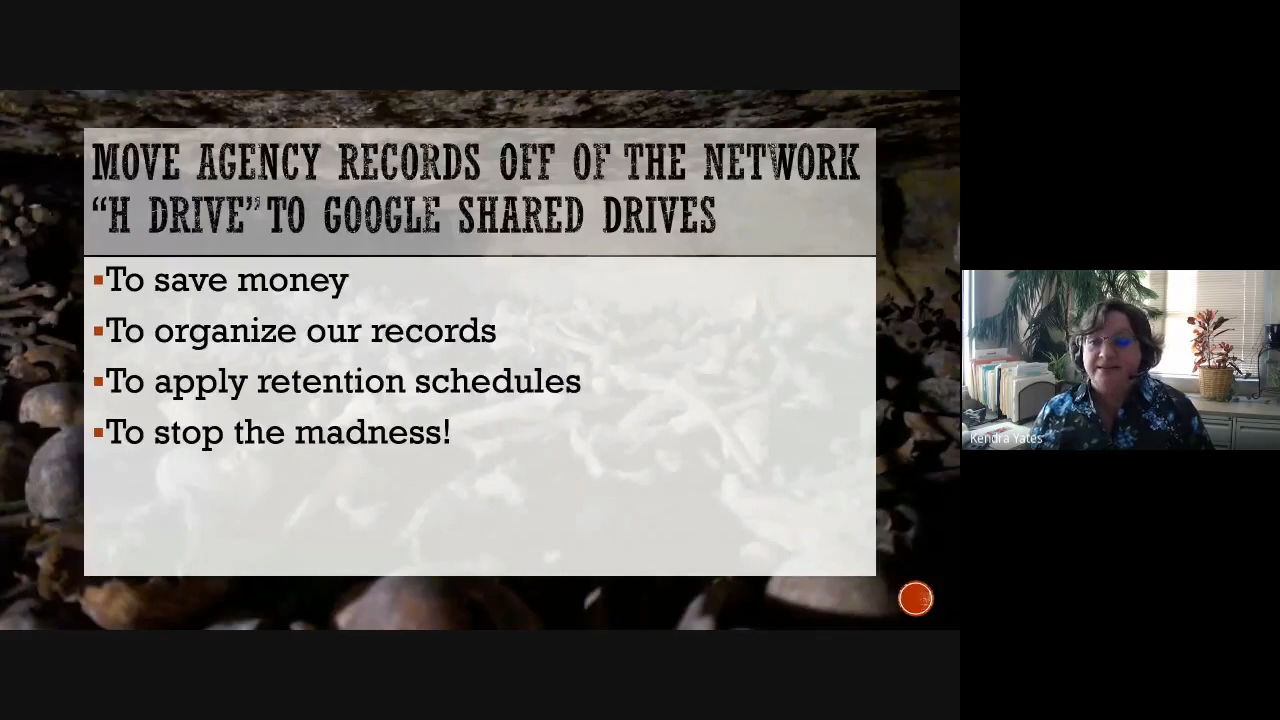 MOVE AGENCY RECORDS OFF OF THE NETWORK
“H DRIVE” TO GOOGLE SHARED DRIVES
▪To save money
▪To organize our records
▪To apply retention schedules
▪To stop the madness!
Kendra Yates